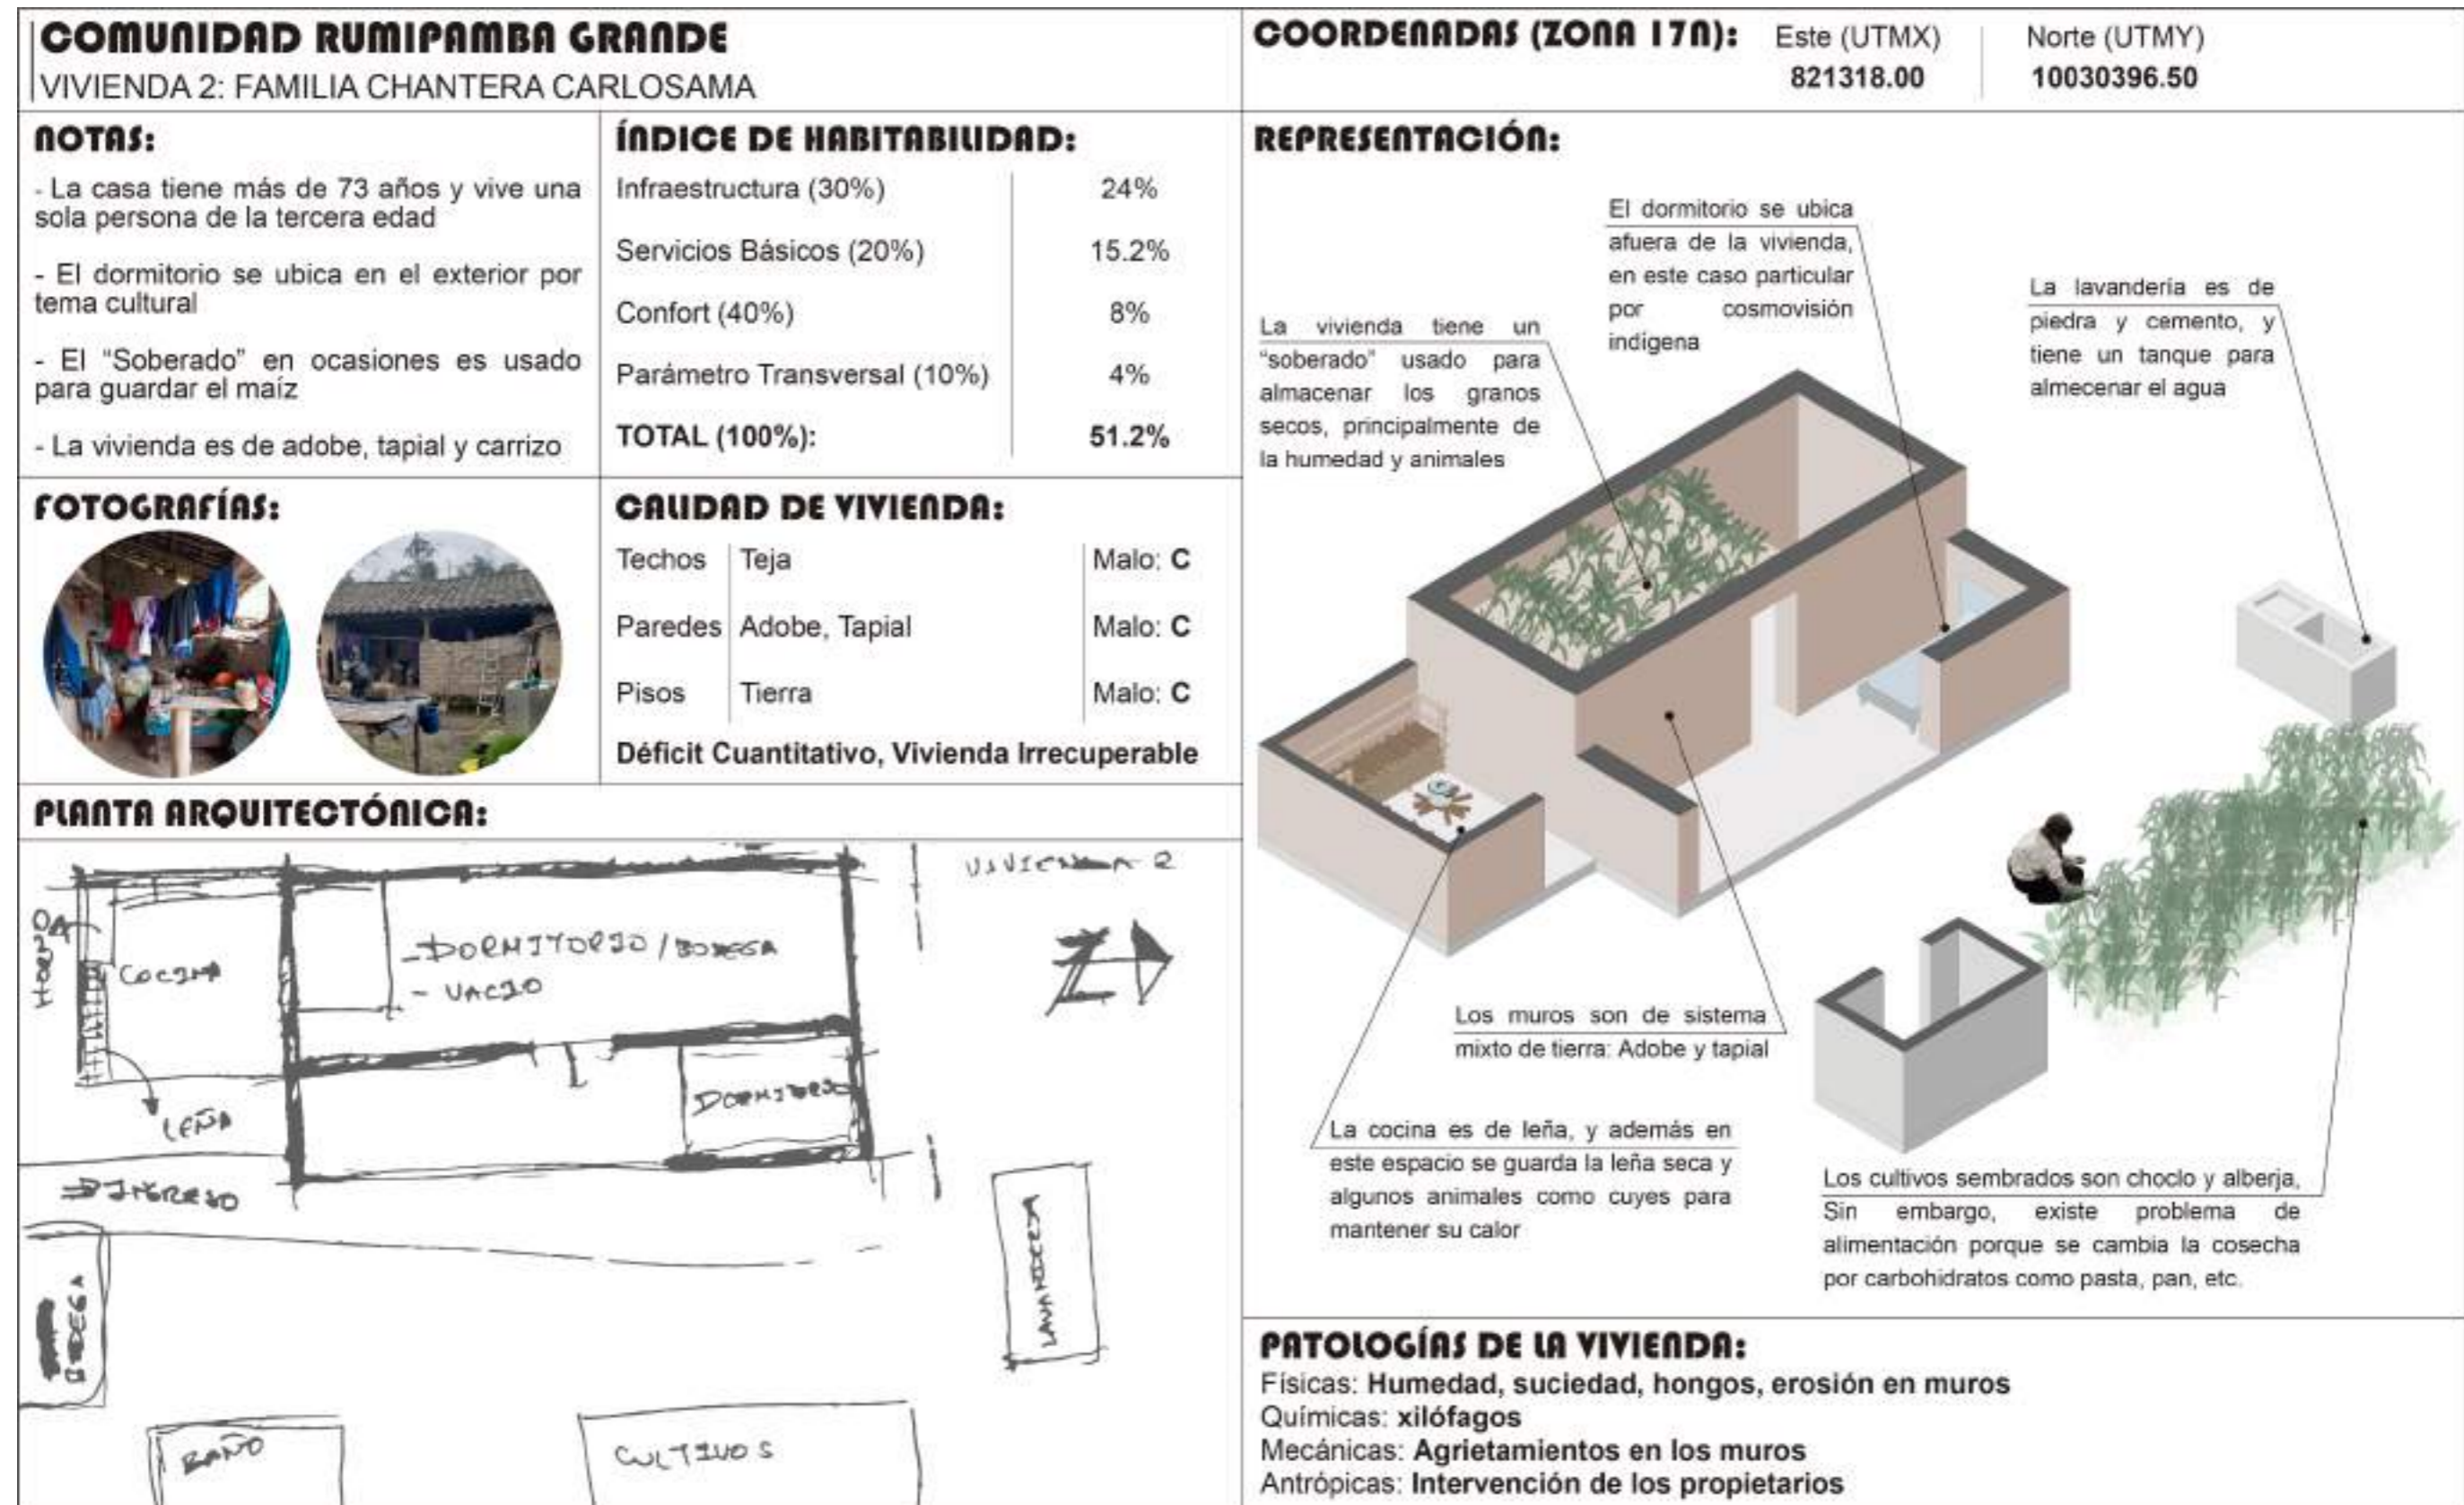 COMUNIDAD RUMIPAMBA GRANDE
VIVIENDA 2: FAMILIA CHANTERA CARLOSAMA
COORDENADAS (ZONA 17N):
Este (UTMX)
821318.00
Norte (UTMY)
10030396.50
NOTAS:
- La casa tiene más de 73 años y vive una
sola persona de la tercera edad
- El dormitorio se ubica en el exterior por
tema cultural
- El “Soberado” en ocasiones es usado
para guardar el maíz
- La vivienda es de adobe, tapial y carrizo
ÍNDICE DE HABITABILIDAD:
Infraestructura (30%) 24%
Servicios Básicos (20%) 15.2%
Confort (40%) 8%
Parámetro Transversal (10%) 4%
TOTAL (100%): 51.2%
FOTOGRAFÍAS:
CALIDAD DE VIVIENDA:
Techos Teja Malo: C
Paredes Adobe, Tapial Malo: C
Pisos Tierra Malo: C
Déficit Cuantitativo, Vivienda Irrecuperable
PLANTA ARQUITECTÓNICA:
VIVIENDA 2
HORNO
COCINA
- DORMITORIO / BODEGA
- VACIO
DORMITORIO
LEÑA
INGRESO
BODEGA
LAVANDERIA
BAÑO
CULTIVOS
REPRESENTACIÓN:
La vivienda tiene un
“soberado” usado para
almacenar los granos
secos, principalmente de
la humedad y animales
El dormitorio se ubica
afuera de la vivienda,
en este caso particular
por cosmovisión
indigena
La lavandería es de
piedra y cemento, y
tiene un tanque para
almecenar el agua
Los muros son de sistema
mixto de tierra: Adobe y tapial
La cocina es de leña, y además en
este espacio se guarda la leña seca y
algunos animales como cuyes para
mantener su calor
Los cultivos sembrados son choclo y alberja,
Sin embargo, existe problema de
alimentación porque se cambia la cosecha
por carbohidratos como pasta, pan, etc.
PATOLOGÍAS DE LA VIVIENDA:
Físicas: Humedad, suciedad, hongos, erosión en muros
Químicas: xilófagos
Mecánicas: Agrietamientos en los muros
Antrópicas: Intervención de los propietarios